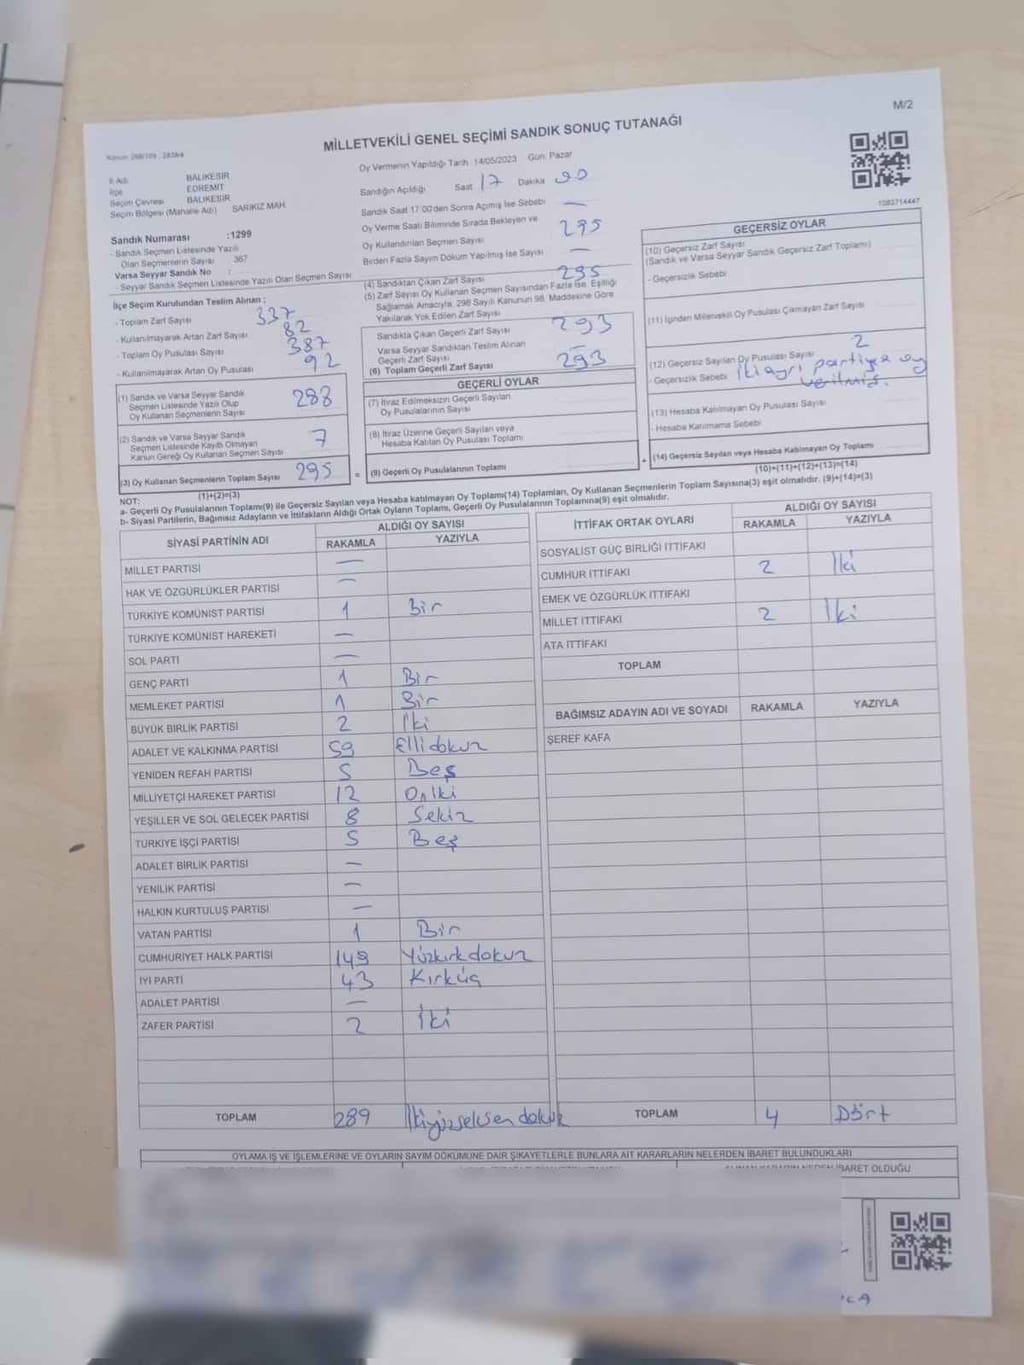 M/2
MİLLETVEKİLİ GENEL SEÇİMİ SANDIK SONUÇ TUTANAĞI
İl Adı BALIKESİR
İlçe EDREMİT
Seçim Çevresi BALIKESİR
Seçim Bölgesi (Mahalle Adı) SARIKIZ MAH.
Sandık Numarası :1299
- Sandık Seçmen Listesinde Yazılı
Olan Seçmenlerin Sayısı 367
Varsa Seyyar Sandık No :
- Seyyar Sandık Seçmen Listesinde Yazılı Olan Seçmen Sayısı
Oy Vermenin Yapıldığı Tarih 14/05/2023 Gün Pazar
Sandığın Açıldığı Saat 17 Dakika
Sandık Saat 17:00'den Sonra Açılmış İse Sebebi —
Oy Verme Saati Bitiminde Sırada Bekleyen ve
Oy Kullandırılan Seçmen Sayısı 295
Birden Fazla Sayım Döküm Yapılmış İse Sayısı —
1083714447
İlçe Seçim Kurulundan Teslim Alınan ;
- Toplam Zarf Sayısı 337
- Kullanılmayarak Artan Zarf Sayısı 82
- Toplam Oy Pusulası Sayısı 387
- Kullanılmayarak Artan Oy Pusulası 92
(1) Sandık ve Varsa Seyyar Sandık
Seçmen Listesinde Yazılı Olup
Oy Kullanan Seçmenlerin Sayısı 288
(2) Sandık ve Varsa Seyyar Sandık
Seçmen Listesinde Kayıtlı Olmayan
Kanun Gereği Oy Kullanan Seçmen Sayısı 7
(3) Oy Kullanan Seçmenlerin Toplam Sayısı 295
(1)+(2)=(3)
(4) Sandıktan Çıkan Zarf Sayısı 295
(5) Zarf Sayısı Oy Kullanan Seçmen Sayısından Fazla İse, Eşitliği
Sağlamak Amacıyla, 298 Sayılı Kanunun 98. Maddesine Göre
Yakılarak Yok Edilen Zarf Sayısı
Sandıkta Çıkan Geçerli Zarf Sayısı 293
Varsa Seyyar Sandıktan Teslim Alınan
Geçerli Zarf Sayısı —
(6) Toplam Geçerli Zarf Sayısı 293
GEÇERLİ OYLAR
(7) İtiraz Edilmeksizin Geçerli Sayılan
Oy Pusulalarının Sayısı
(8) İtiraz Üzerine Geçerli Sayılan veya
Hesaba Katılan Oy Pusulası Toplamı
= (9) Geçerli Oy Pusulalarının Toplamı
GEÇERSİZ OYLAR
(10) Geçersiz Zarf Sayısı
(Sandık ve Varsa Seyyar Sandık Geçersiz Zarf Toplamı)
- Geçersizlik Sebebi
(11) İçinden Milletvekili Oy Pusulası Çıkmayan Zarf Sayısı
(12) Geçersiz Sayılan Oy Pusulası Sayısı 2
- Geçersizlik Sebebi İki ayrı partiye oy
verilmiş.
(13) Hesaba Katılmayan Oy Pusulası Sayısı
- Hesaba Katılmama Sebebi
+ (14) Geçersiz Sayılan veya Hesaba Katılmayan Oy Toplamı
(10)+(11)+(12)+(13)=(14)
NOT:
a- Geçerli Oy Pusulalarının Toplamı(9) ile Geçersiz Sayılan veya Hesaba katılmayan Oy Toplamı(14) Toplamları, Oy Kullanan Seçmenlerin Toplam Sayısına(3) eşit olmalıdır. (9)+(14)=(3)
b- Siyasi Partilerin, Bağımsız Adayların ve İttifakların Aldığı Ortak Oyların Toplamı, Geçerli Oy Pusulalarının Toplamına(9) eşit olmalıdır.
SİYASİ PARTİNİN ADI ALDIĞI OY SAYISI
RAKAMLA YAZIYLA
MİLLET PARTİSİ —
HAK VE ÖZGÜRLÜKLER PARTİSİ —
TÜRKİYE KOMÜNİST PARTİSİ 1 Bir
TÜRKİYE KOMÜNİST HAREKETİ —
SOL PARTİ —
GENÇ PARTİ 1 Bir
MEMLEKET PARTİSİ 1 Bir
BÜYÜK BİRLİK PARTİSİ 2 İki
ADALET VE KALKINMA PARTİSİ 59 Ellidokuz
YENİDEN REFAH PARTİSİ 5 Beş
MİLLİYETÇİ HAREKET PARTİSİ 12 Oniki
YEŞİLLER VE SOL GELECEK PARTİSİ 8 Sekiz
TÜRKİYE İŞÇİ PARTİSİ 5 Beş
ADALET BİRLİK PARTİSİ —
YENİLİK PARTİSİ —
HALKIN KURTULUŞ PARTİSİ —
VATAN PARTİSİ 1 Bir
CUMHURİYET HALK PARTİSİ 149 Yüzkırkdokuz
İYİ PARTİ 43 Kırküç
ADALET PARTİSİ —
ZAFER PARTİSİ 2 İki
TOPLAM 289 İkiyüzseksendokuz
İTTİFAK ORTAK OYLARI ALDIĞI OY SAYISI
RAKAMLA YAZIYLA
SOSYALİST GÜÇ BİRLİĞİ İTTİFAKI
CUMHUR İTTİFAKI 2 İki
EMEK VE ÖZGÜRLÜK İTTİFAKI
MİLLET İTTİFAKI 2 İki
ATA İTTİFAKI
TOPLAM
BAĞIMSIZ ADAYIN ADI VE SOYADI RAKAMLA YAZIYLA
ŞEREF KAFA
TOPLAM 4 Dört
OYLAMA İŞ VE İŞLEMLERİNE VE OYLARIN SAYIM DÖKÜMÜNE DAİR ŞİKAYETLERLE BUNLARA AİT KARARLARIN NELERDEN İBARET BULUNDUKLARI
İBARET OLDUĞU